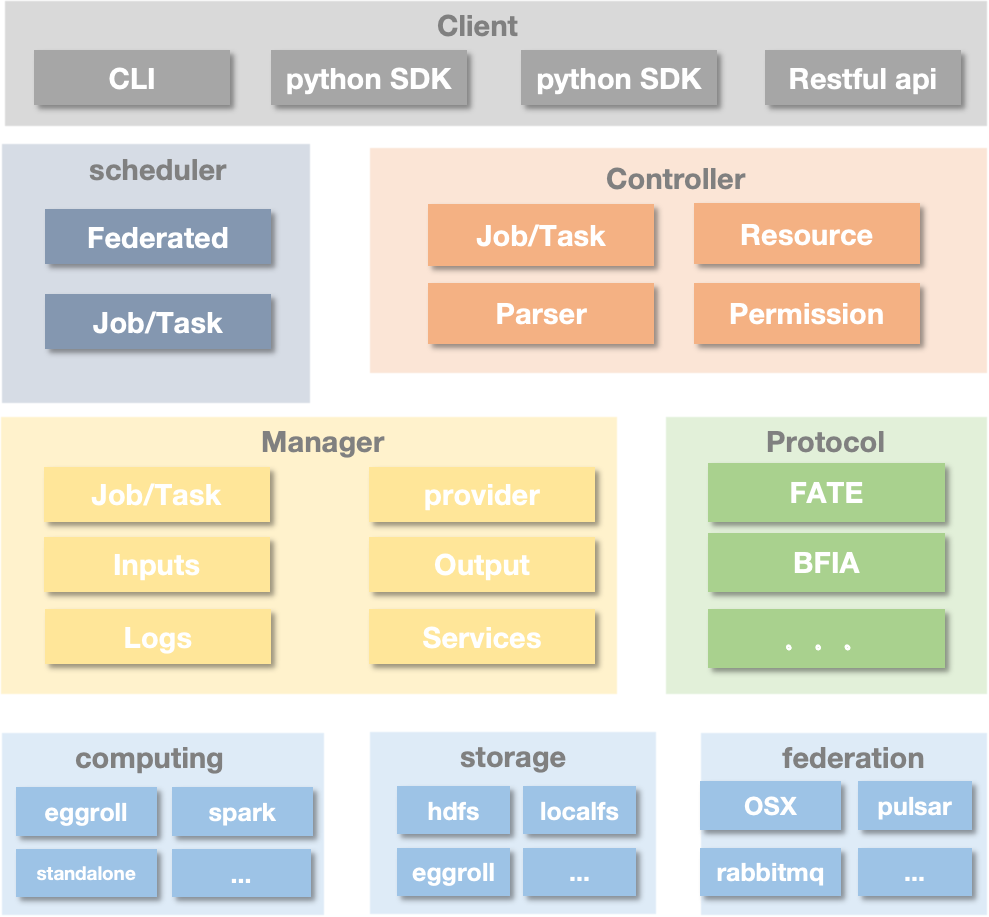 Client
CLI
python SDK
python SDK
Restful api
scheduler
Federated
Job/Task
Controller
Job/Task
Resource
Parser
Permission
Manager
Job/Task
provider
Inputs
Output
Logs
Services
Protocol
FATE
BFIA
。。。
computing
eggroll
spark
standalone
...
storage
hdfs
localfs
eggroll
...
federation
OSX
pulsar
rabbitmq
...